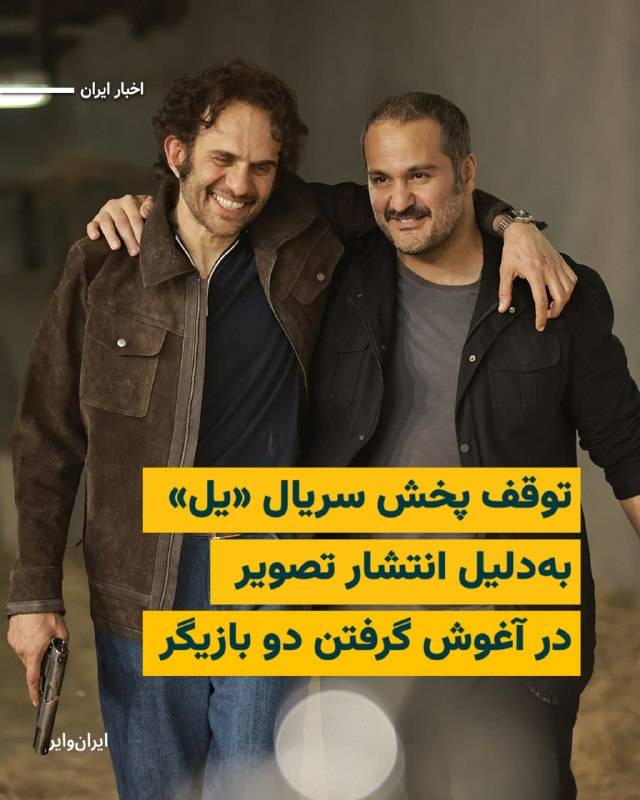 اخبار ایران
توقف پخش سریال «یل»
به‌دلیل انتشار تصویر
در آغوش گرفتن دو بازیگر
ایران‌وایر